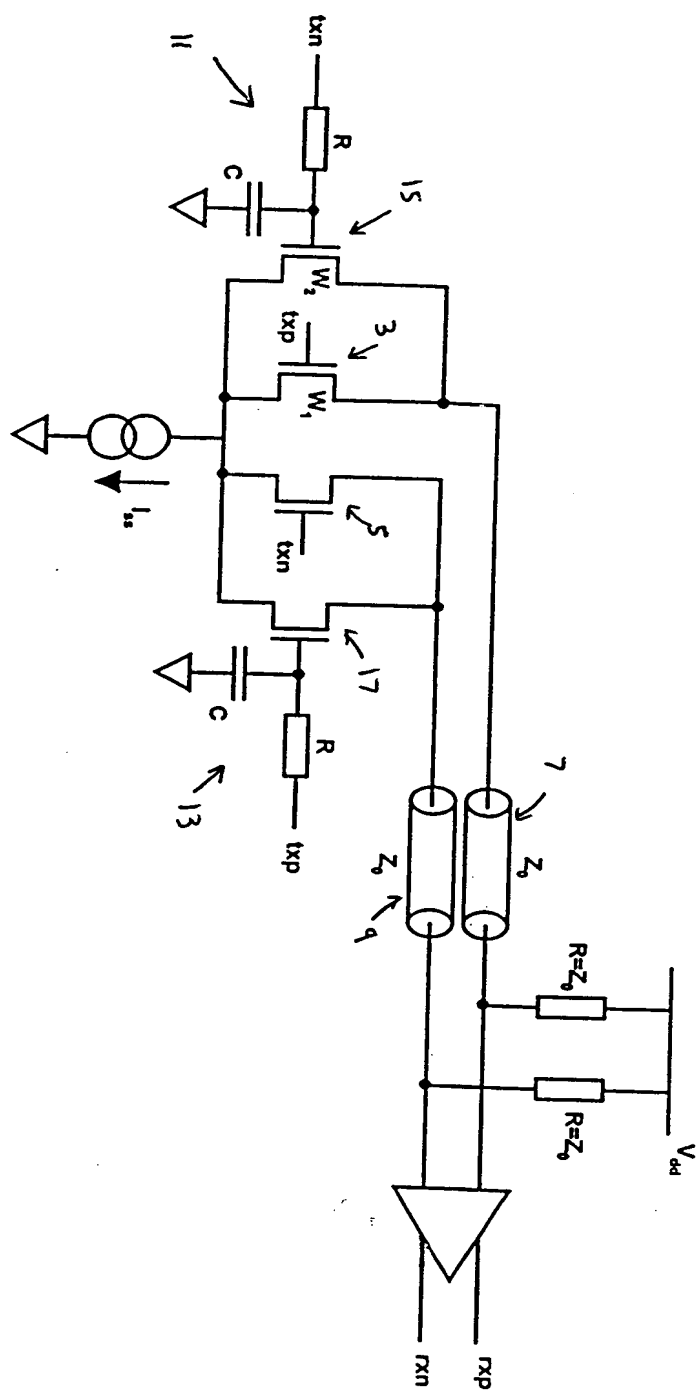 txn
11
R
C
15
W₂
3
txp
W₁
Iss
5
txn
17
C
R
13
txp
7
Z₀
Z₀
9
R=Z₀
R=Z₀
Vdd
rxp
rxn